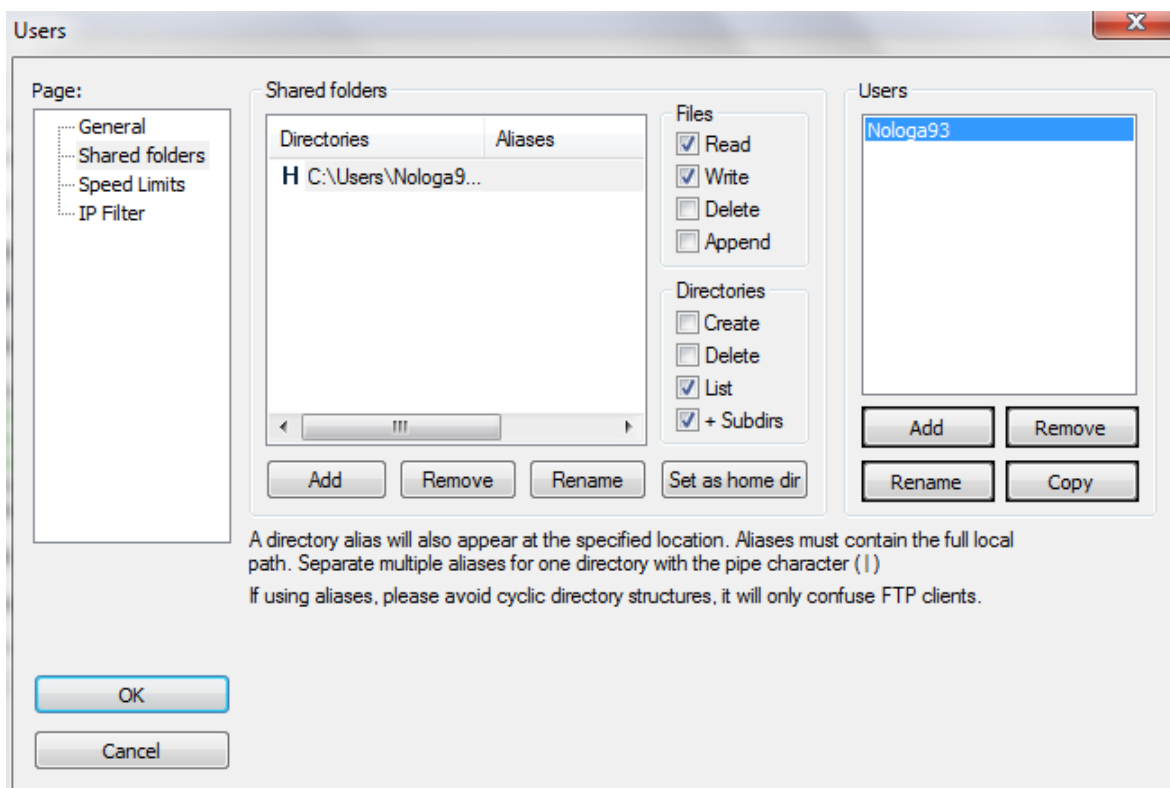 Users
Page:
General
Shared folders
Speed Limits
IP Filter
Shared folders
Directories Aliases
H C:\Users\Nologa9...
Add Remove Rename Set as home dir
Files
Read
Write
Delete
Append
Directories
Create
Delete
List
+ Subdirs
Users
Nologa93
Add Remove
Rename Copy
A directory alias will also appear at the specified location. Aliases must contain the full local
path. Separate multiple aliases for one directory with the pipe character ( | )
If using aliases, please avoid cyclic directory structures, it will only confuse FTP clients.
OK
Cancel